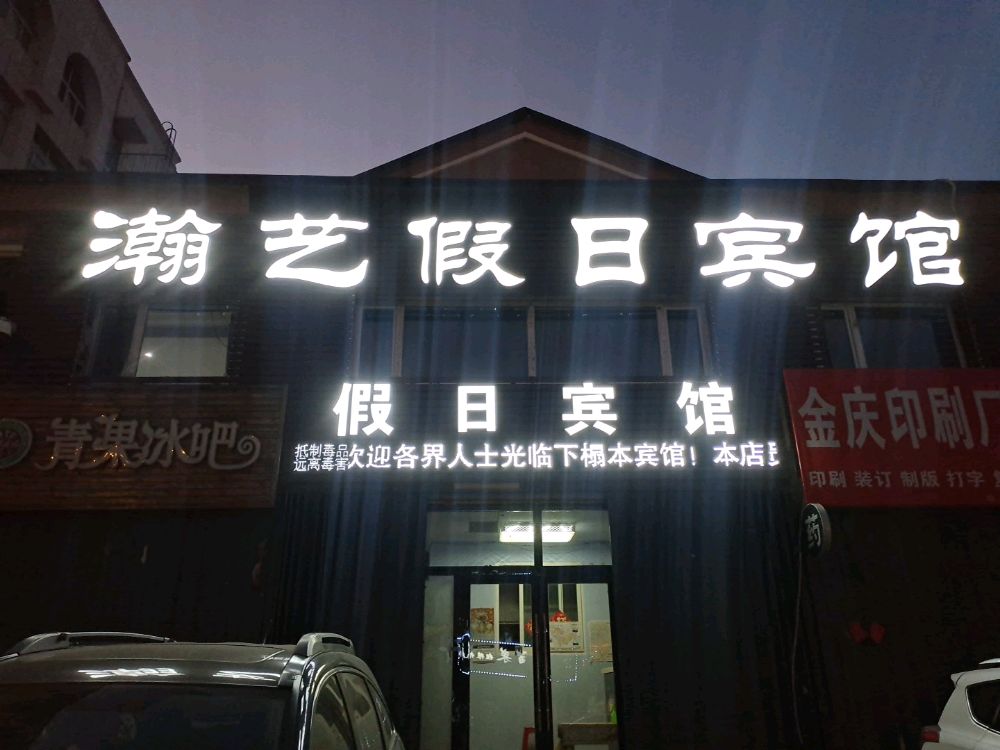 瀚艺假日宾馆
假日宾馆
抵制毒品
远离毒害
欢迎各界人士光临下榻本宾馆！本店
青果冰吧
金庆印刷厂
印刷 装订 制版 打字
药